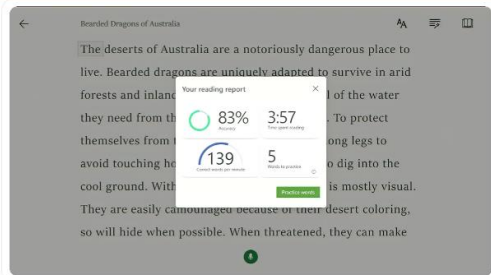 Bearded Dragons of Australia
The deserts of Australia are a notoriously dangerous place to
live. Bearded dragons are uniquely adapted to survive in arid
forests and inland of the water
they need from th . To protect
themselves from ong legs to
avoid touching ho o dig into the
cool ground. With is mostly visual.
They are easily camouflaged because of their desert coloring,
so will hide when possible. When threatened, they can make
Your reading report
83%
Accuracy
3:57
Time spent reading
139
Correct words per minute
5
Words to practice
Practice words